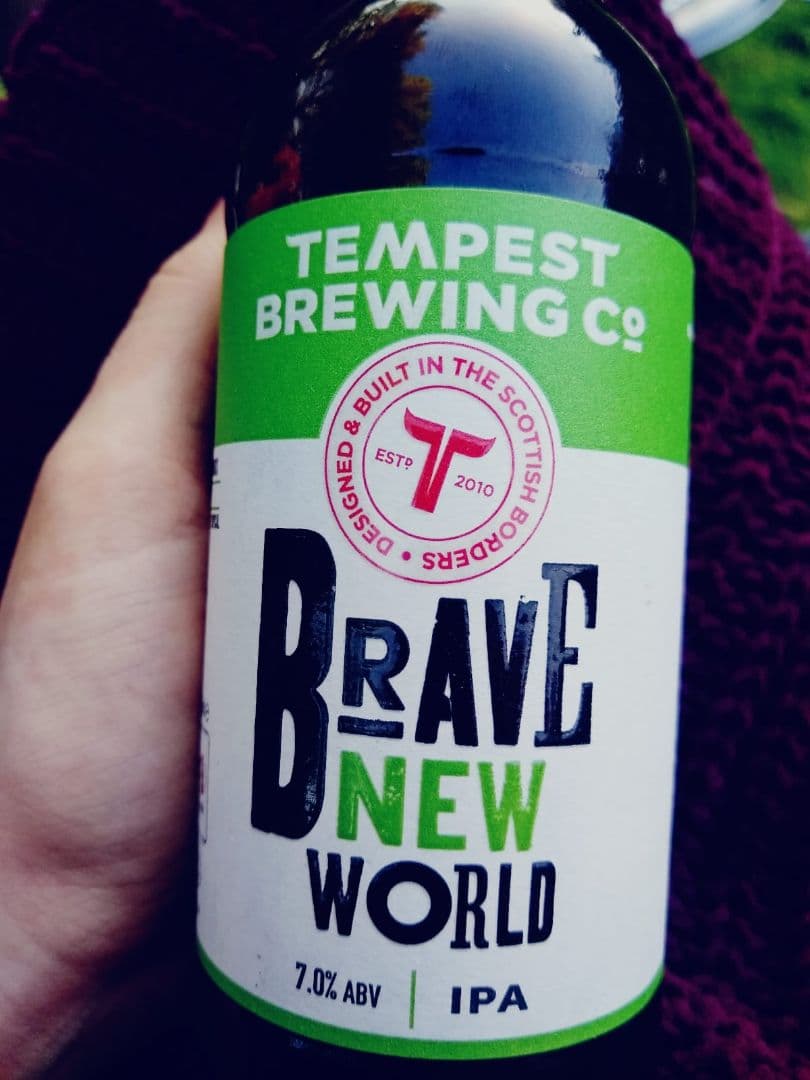 TEMPEST
BREWING Co
DESIGNED & BUILT IN THE SCOTTISH BORDERS •
ESTD T 2010
BRAVE
NEW
WORLD
7.0% ABV | IPA